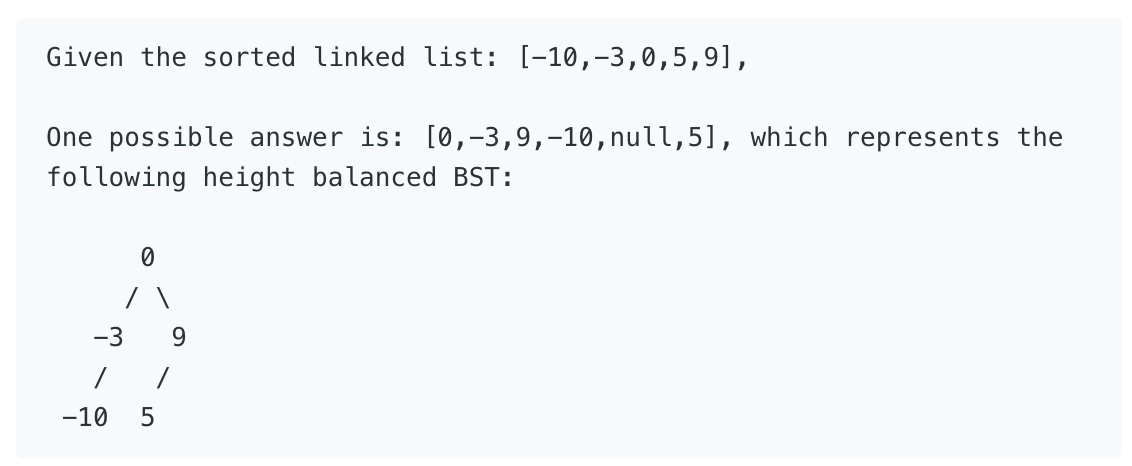 Given the sorted linked list: [-10,-3,0,5,9],
One possible answer is: [0,-3,9,-10,null,5], which represents the
following height balanced BST:
      0
     / \
   -3   9
   /   /
 -10  5